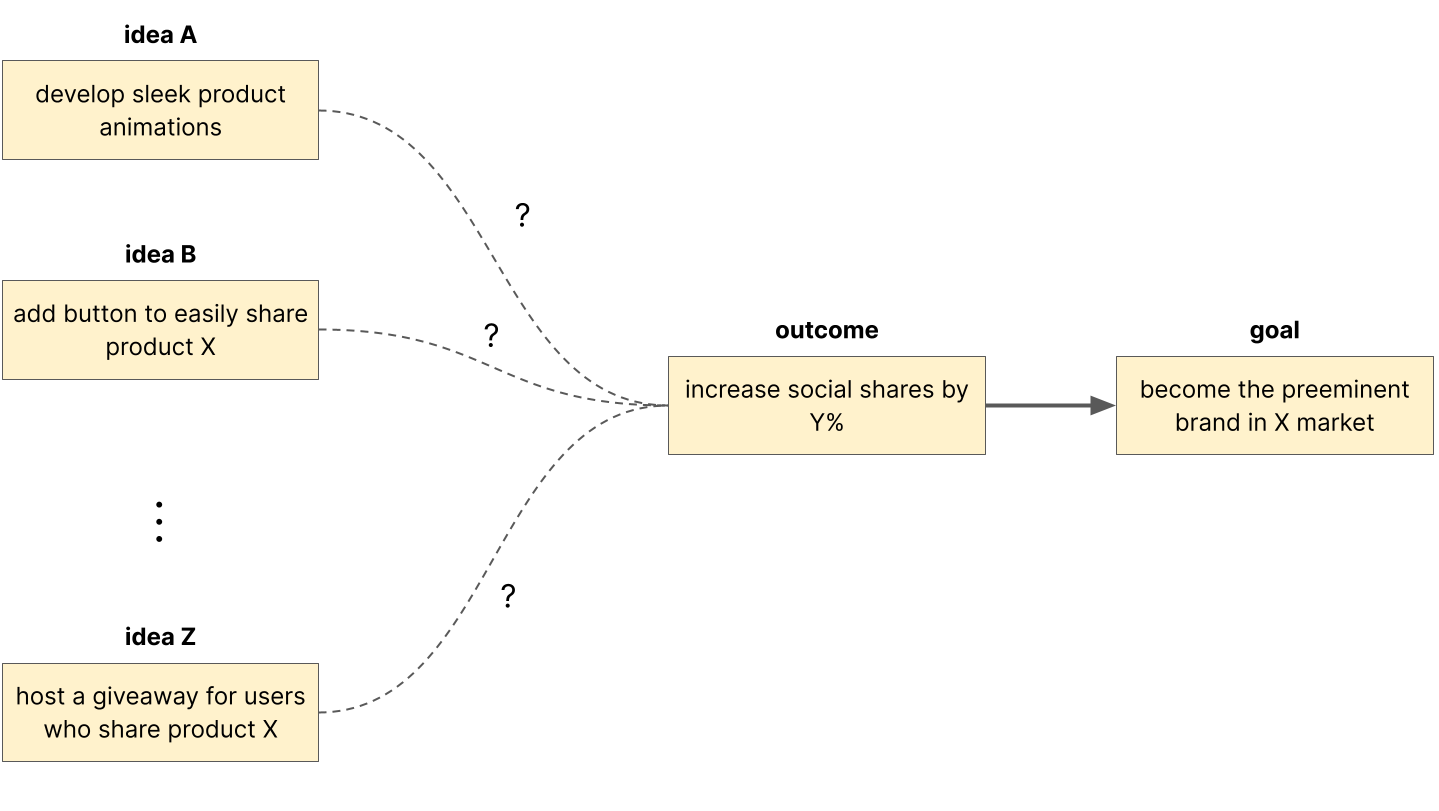 idea A
develop sleek product
animations
?
idea B
add button to easily share
product X
?
outcome
increase social shares by
Y%
goal
become the preeminent
brand in X market
?
idea Z
host a giveaway for users
who share product X